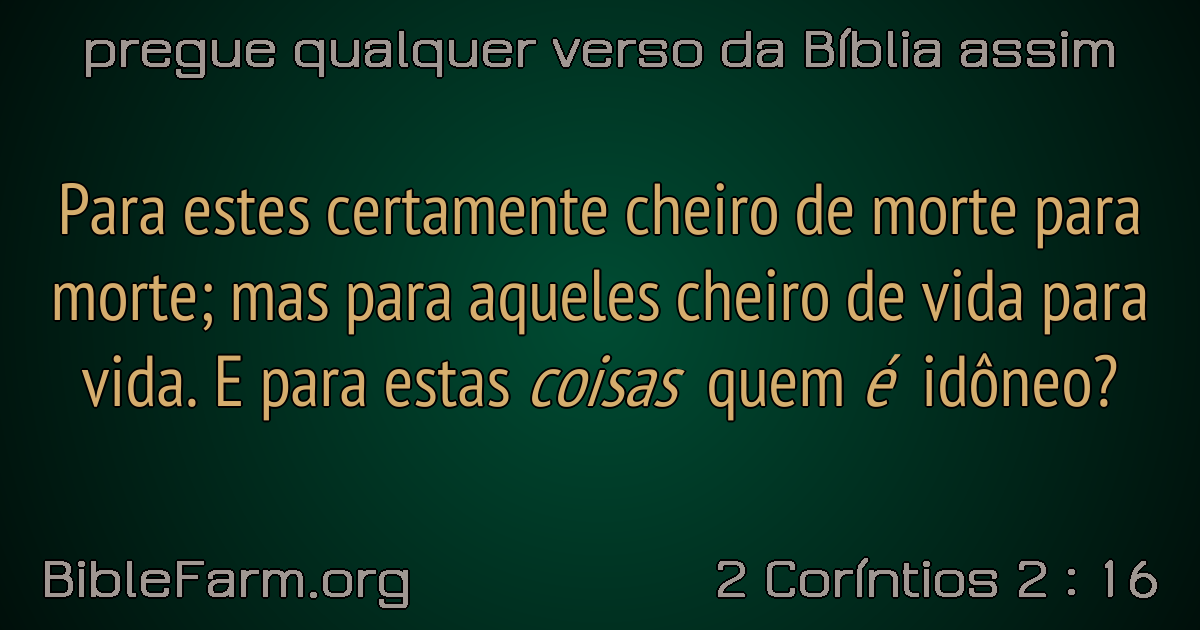 pregue qualquer verso da Bíblia assim
Para estes certamente cheiro de morte para
morte; mas para aqueles cheiro de vida para
vida. E para estas coisas quem é idôneo?
BibleFarm.org
2 Coríntios 2 : 16